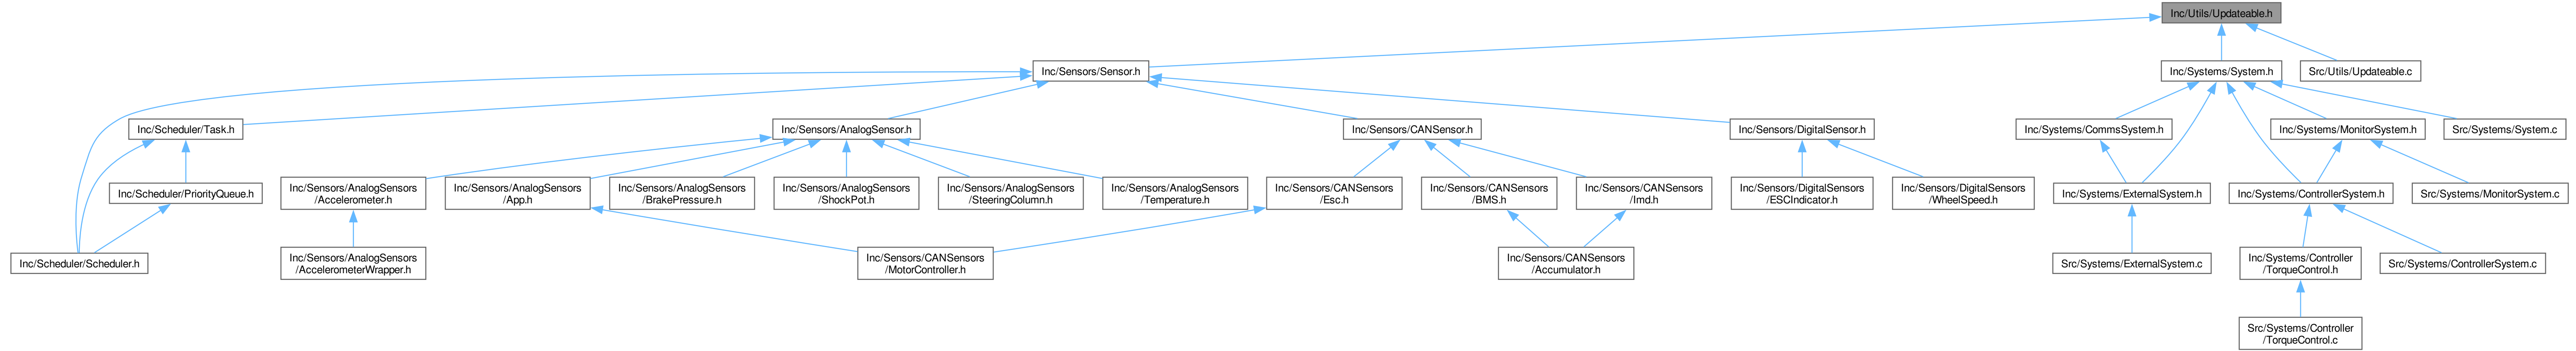 Inc/Utils/Updateable.h
Inc/Sensors/Sensor.h
Inc/Systems/System.h
Src/Utils/Updateable.c
Inc/Scheduler/Task.h
Inc/Sensors/AnalogSensor.h
Inc/Sensors/CANSensor.h
Inc/Sensors/DigitalSensor.h
Inc/Systems/CommsSystem.h
Inc/Systems/MonitorSystem.h
Src/Systems/System.c
Inc/Scheduler/PriorityQueue.h
Inc/Sensors/AnalogSensors
/Accelerometer.h
Inc/Sensors/AnalogSensors
/App.h
Inc/Sensors/AnalogSensors
/BrakePressure.h
Inc/Sensors/AnalogSensors
/ShockPot.h
Inc/Sensors/AnalogSensors
/SteeringColumn.h
Inc/Sensors/AnalogSensors
/Temperature.h
Inc/Sensors/CANSensors
/Esc.h
Inc/Sensors/CANSensors
/BMS.h
Inc/Sensors/CANSensors
/Imd.h
Inc/Sensors/DigitalSensors
/ESCIndicator.h
Inc/Sensors/DigitalSensors
/WheelSpeed.h
Inc/Systems/ExternalSystem.h
Inc/Systems/ControllerSystem.h
Src/Systems/MonitorSystem.c
Inc/Scheduler/Scheduler.h
Inc/Sensors/AnalogSensors
/AccelerometerWrapper.h
Inc/Sensors/CANSensors
/MotorController.h
Inc/Sensors/CANSensors
/Accumulator.h
Src/Systems/ExternalSystem.c
Inc/Systems/Controller
/TorqueControl.h
Src/Systems/ControllerSystem.c
Src/Systems/Controller
/TorqueControl.c